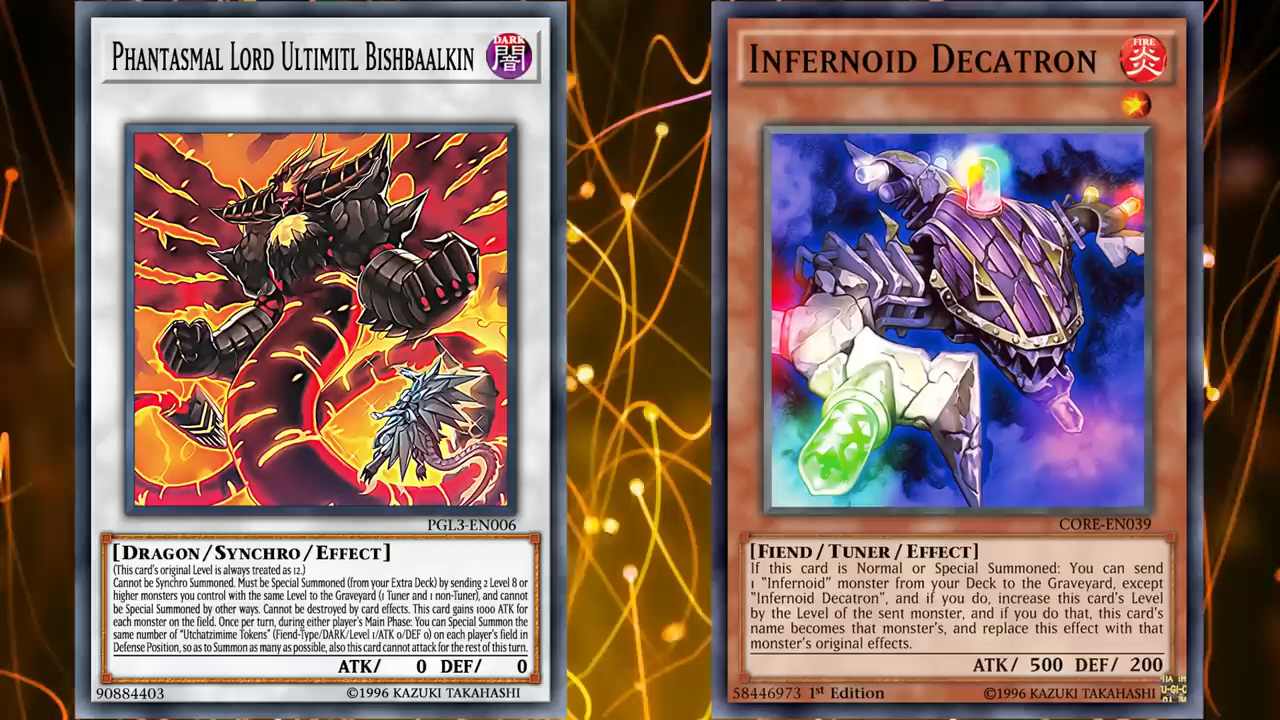 PHANTASMAL LORD ULTIMITL BISHBAALKIN
DARK
闇
PGL3-EN006
[DRAGON/SYNCHRO/EFFECT]
(This card's original Level is always treated as 12.)
Cannot be Synchro Summoned. Must be Special Summoned (from your Extra Deck) by sending 2 Level 8 or
higher monsters you control with the same Level to the Graveyard (1 Tuner and 1 non-Tuner), and cannot
be Special Summoned by other ways. Cannot be destroyed by card effects. This card gains 1000 ATK for
each monster on the field. Once per turn, during either player's Main Phase: You can Special Summon the
same number of "Utchatzimime Tokens" (Fiend-Type/DARK/Level 1/ATK 0/DEF 0) on each player's field in
Defense Position, so as to Summon as many as possible, also this card cannot attack for the rest of this turn.
ATK/ 0 DEF/ 0
90884403
©1996 KAZUKI TAKAHASHI
INFERNOID DECATRON
FIRE
炎
CORE-EN039
[FIEND/TUNER/EFFECT]
If this card is Normal or Special Summoned: You can send
1 "Infernoid" monster from your Deck to the Graveyard, except
"Infernoid Decatron", and if you do, increase this card's Level
by the Level of the sent monster, and if you do that, this card's
name becomes that monster's, and replace this effect with that
monster's original effects.
ATK/ 500 DEF/ 200
58446973 1st Edition
©1996 KAZUKI TAKAHASHI